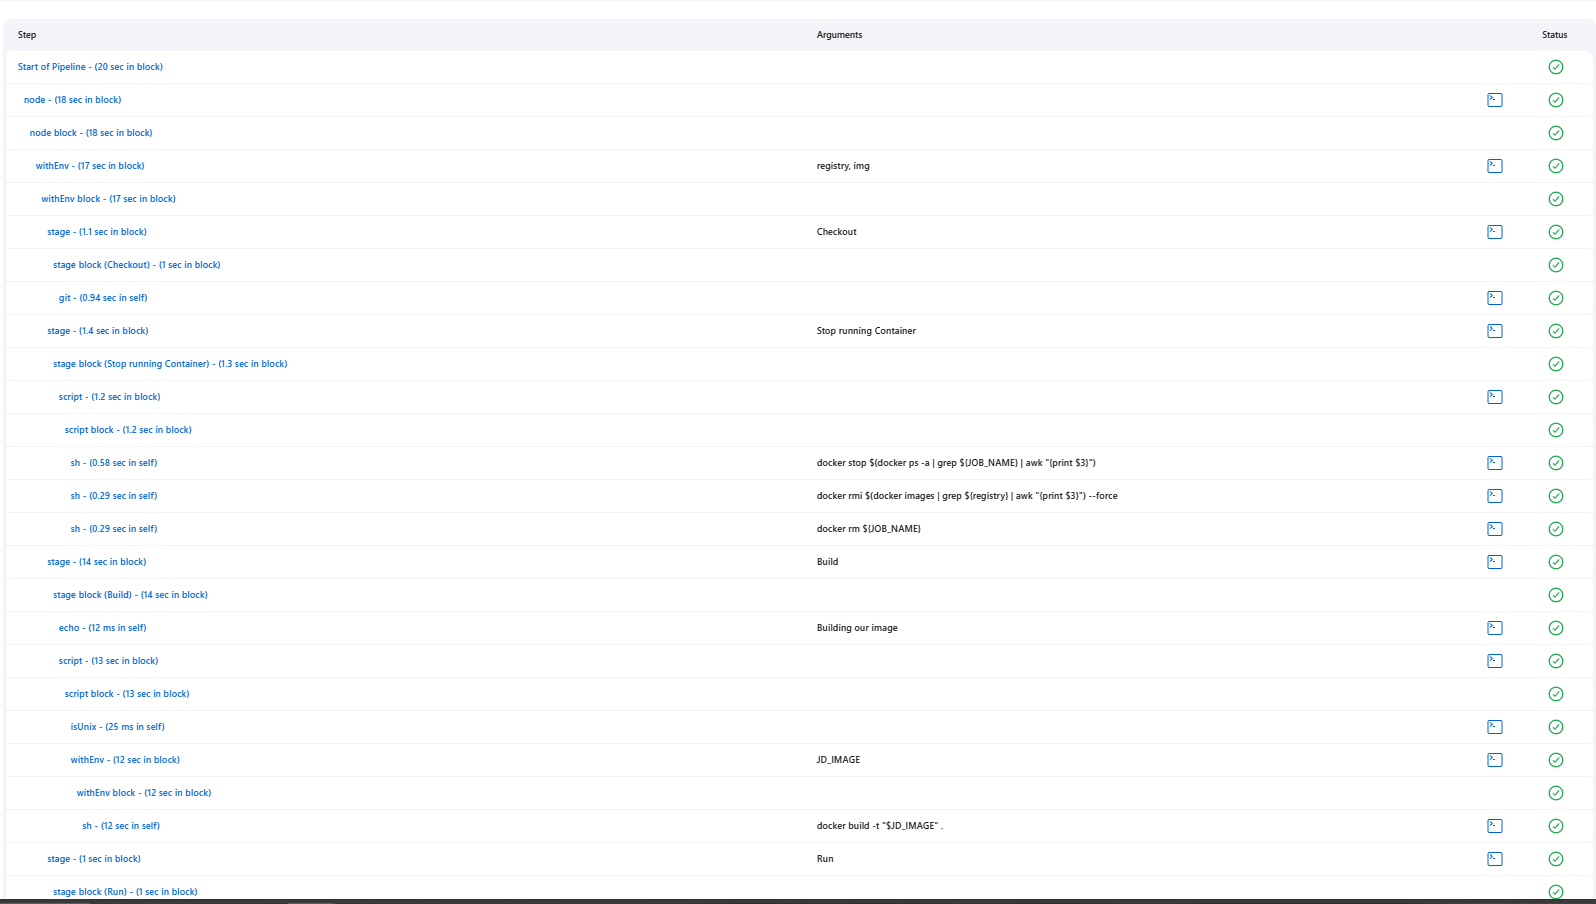 Step Arguments Status
Start of Pipeline - (20 sec in block)
node - (18 sec in block)
node block - (18 sec in block)
withEnv - (17 sec in block) registry, img
withEnv block - (17 sec in block)
stage - (1.1 sec in block) Checkout
stage block (Checkout) - (1 sec in block)
git - (0.94 sec in self)
stage - (1.4 sec in block) Stop running Container
stage block (Stop running Container) - (1.3 sec in block)
script - (1.2 sec in block)
script block - (1.2 sec in block)
sh - (0.58 sec in self) docker stop $(docker ps -a | grep ${JOB_NAME} | awk "{print $3}")
sh - (0.29 sec in self) docker rmi $(docker images | grep ${registry} | awk "{print $3}") --force
sh - (0.29 sec in self) docker rm ${JOB_NAME}
stage - (14 sec in block) Build
stage block (Build) - (14 sec in block)
echo - (12 ms in self) Building our image
script - (13 sec in block)
script block - (13 sec in block)
isUnix - (25 ms in self)
withEnv - (12 sec in block) JD_IMAGE
withEnv block - (12 sec in block)
sh - (12 sec in self) docker build -t "$JD_IMAGE" .
stage - (1 sec in block) Run
stage block (Run) - (1 sec in block)